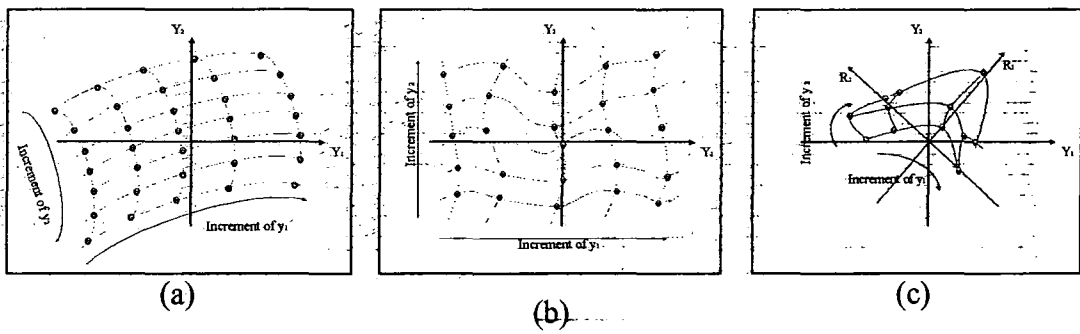 Y₂
Y₁
Increment of y₂
Increment of y₁
(a)
Y₂
Y₁
Increment of y₂
Increment of y₁
(b)
Y₂
R₂
R₁
Y₁
Increment of y₂
Increment of y₁
(c)